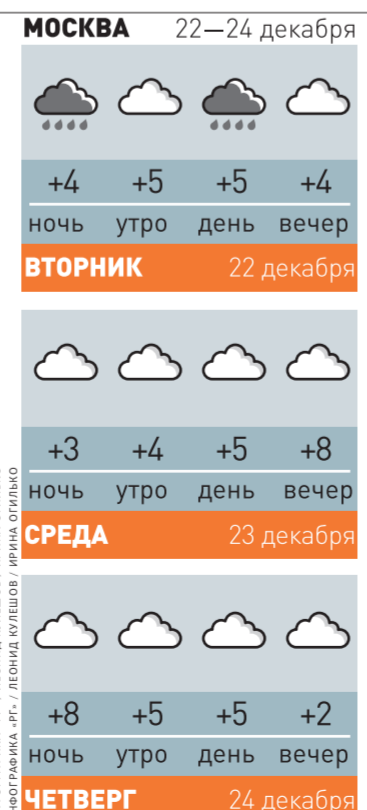 МОСКВА 22—24 декабря
+4 +5 +5 +4
ночь утро день вечер
ВТОРНИК 22 декабря
+3 +4 +5 +8
ночь утро день вечер
СРЕДА 23 декабря
+8 +5 +5 +2
ночь утро день вечер
ЧЕТВЕРГ 24 декабря
НФОГРАФИКА «РГ» / ЛЕОНИД КУЛЕШОВ / ИРИНА ОГИЛЬКО